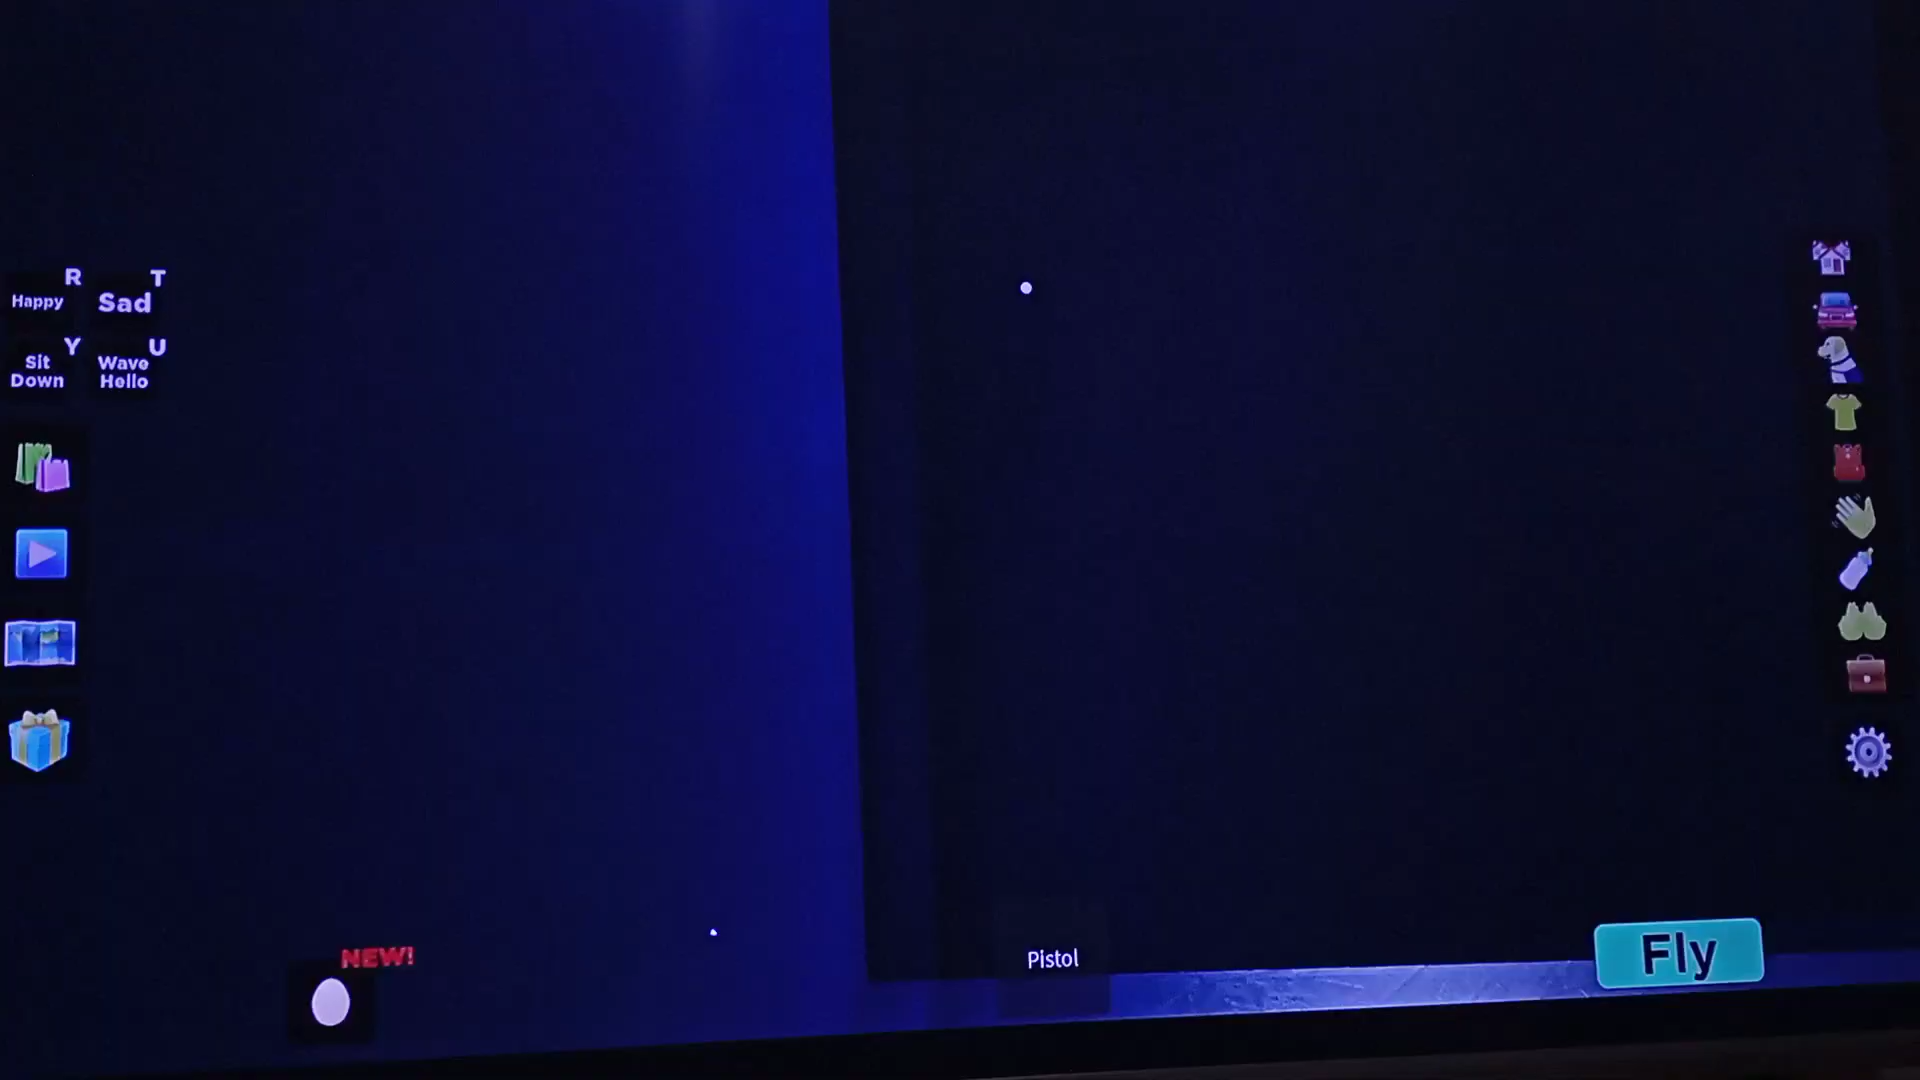 R
T
Happy
Sad
Y
U
Sit
Down
Wave
Hello
NEW!
Pistol
Fly